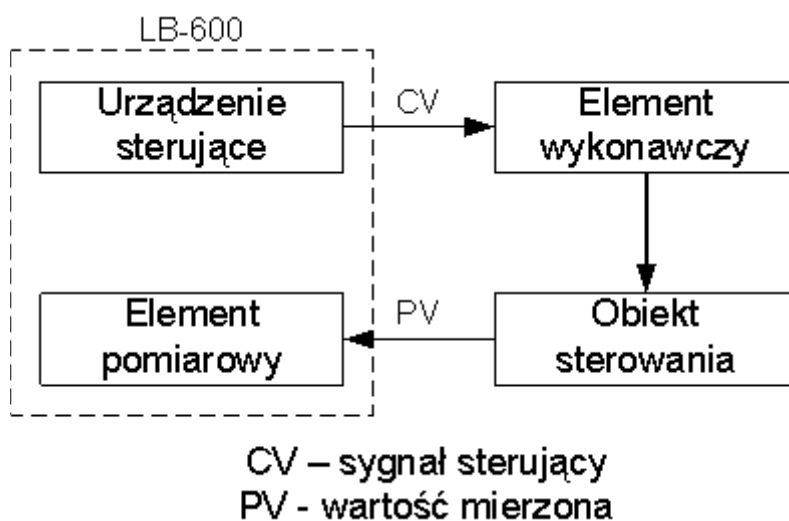 LB-600
Urządzenie
sterujące
CV
Element
wykonawczy
Element
pomiarowy
PV
Obiekt
sterowania
CV – sygnał sterujący
PV - wartość mierzona